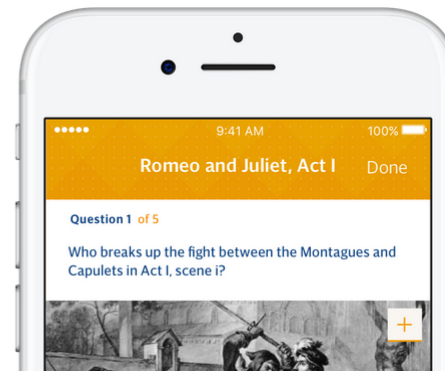 9:41 AM 100%
Romeo and Juliet, Act I Done
Question 1 of 5
Who breaks up the fight between the Montagues and
Capulets in Act I, scene i?